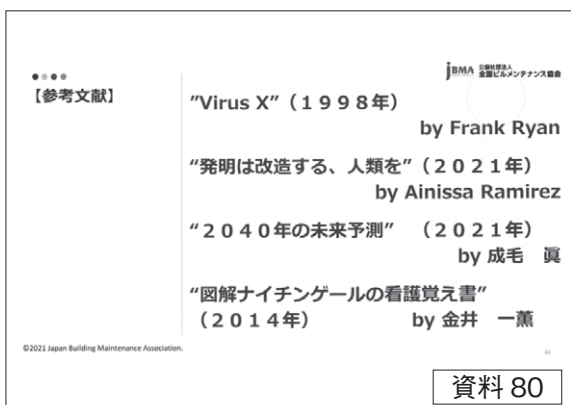 【参考文献】
JBMA 公益社団法人
全国ビルメンテナンス協会
"Virus X"（１９９８年）
by Frank Ryan
“発明は改造する、人類を”（２０２１年）
by Ainissa Ramirez
“２０４０年の未来予測”　（２０２１年）
by 成毛　眞
“図解ナイチンゲールの看護覚え書”
（２０１４年）　by 金井　一薫
©2021 Japan Building Maintenance Association.
80
資料 80